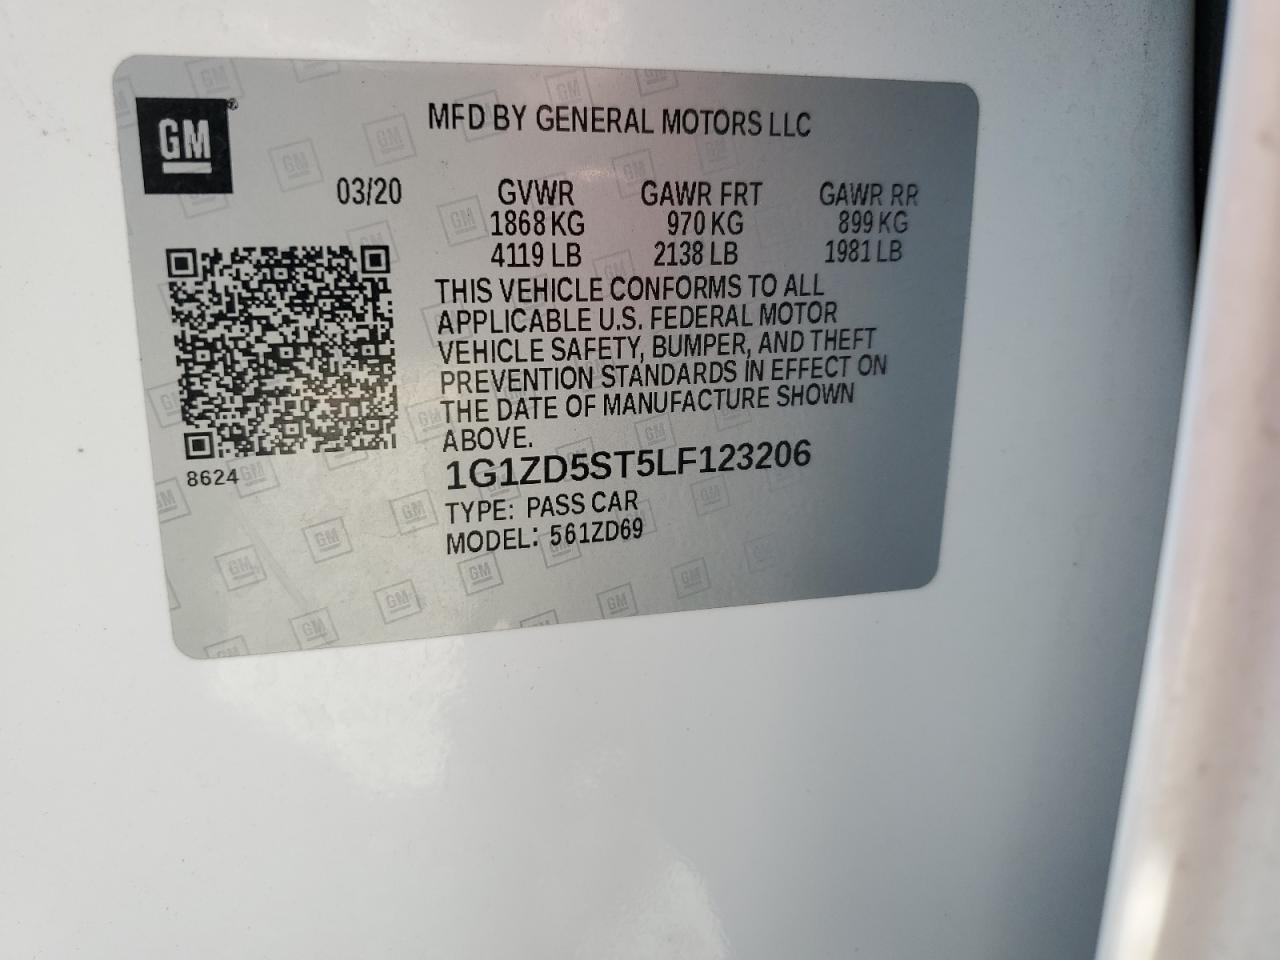 GM®
MFD BY GENERAL MOTORS LLC
03/20 GVWR GAWR FRT GAWR RR
1868 KG 970 KG 899 KG
4119 LB 2138 LB 1981 LB
THIS VEHICLE CONFORMS TO ALL
APPLICABLE U.S. FEDERAL MOTOR
VEHICLE SAFETY, BUMPER, AND THEFT
PREVENTION STANDARDS IN EFFECT ON
THE DATE OF MANUFACTURE SHOWN
ABOVE.
8624
1G1ZD5ST5LF123206
TYPE: PASS CAR
MODEL: 561ZD69